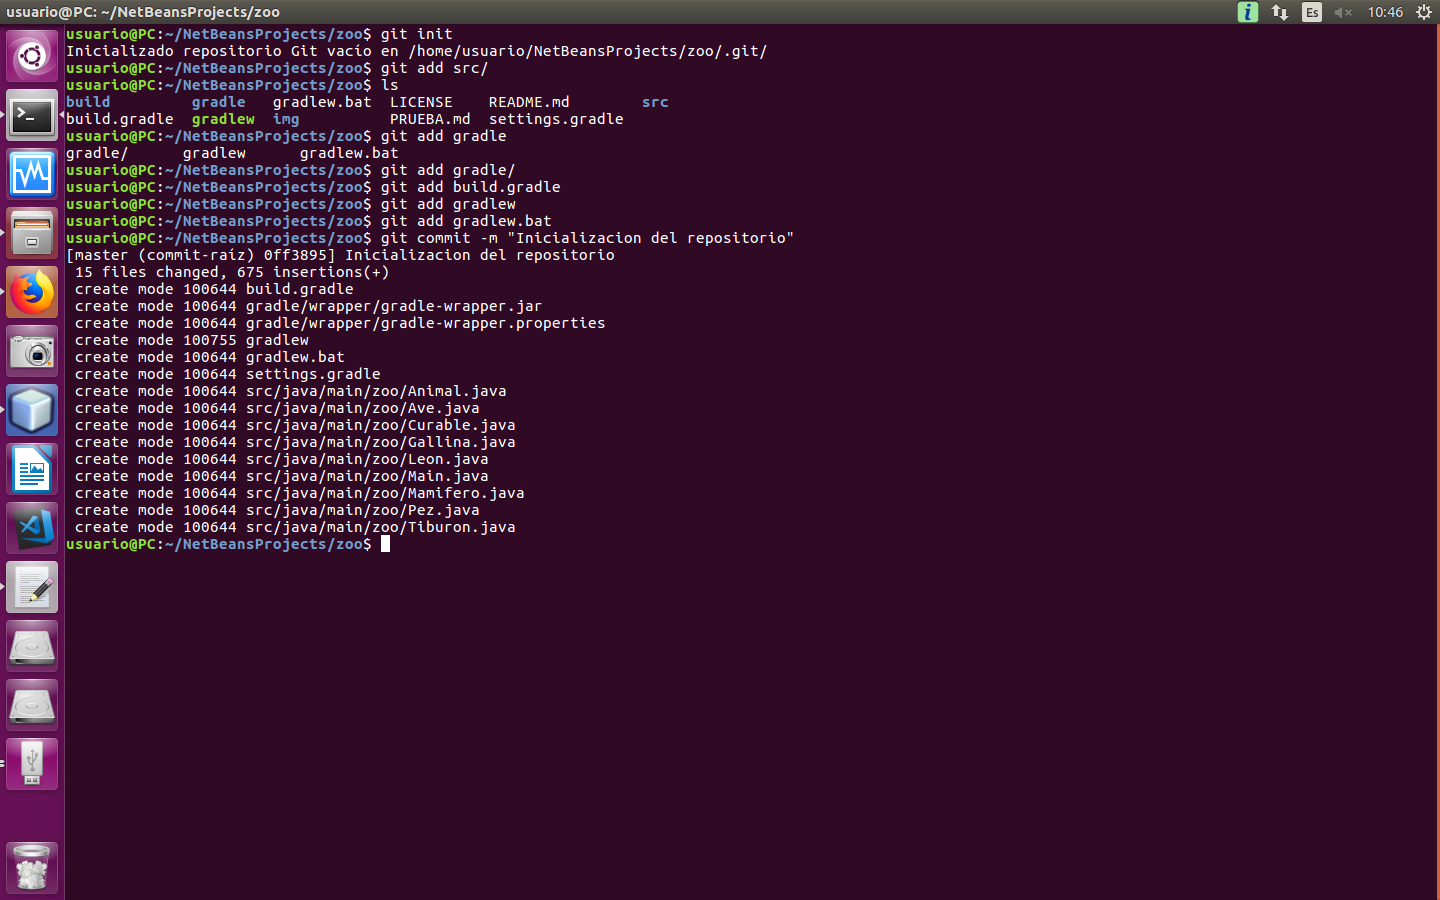 usuario@PC: ~/NetBeansProjects/zoo
Es
10:46
usuario@PC:~/NetBeansProjects/zoo$ git init
Inicializado repositorio Git vacío en /home/usuario/NetBeansProjects/zoo/.git/
usuario@PC:~/NetBeansProjects/zoo$ git add src/
usuario@PC:~/NetBeansProjects/zoo$ ls
build         gradle   gradlew.bat  LICENSE    README.md        src
build.gradle  gradlew  img          PRUEBA.md  settings.gradle
usuario@PC:~/NetBeansProjects/zoo$ git add gradle
gradle/      gradlew      gradlew.bat
usuario@PC:~/NetBeansProjects/zoo$ git add gradle/
usuario@PC:~/NetBeansProjects/zoo$ git add build.gradle
usuario@PC:~/NetBeansProjects/zoo$ git add gradlew
usuario@PC:~/NetBeansProjects/zoo$ git add gradlew.bat
usuario@PC:~/NetBeansProjects/zoo$ git commit -m "Inicializacion del repositorio"
[master (commit-raíz) 0ff3895] Inicializacion del repositorio
 15 files changed, 675 insertions(+)
 create mode 100644 build.gradle
 create mode 100644 gradle/wrapper/gradle-wrapper.jar
 create mode 100644 gradle/wrapper/gradle-wrapper.properties
 create mode 100755 gradlew
 create mode 100644 gradlew.bat
 create mode 100644 settings.gradle
 create mode 100644 src/java/main/zoo/Animal.java
 create mode 100644 src/java/main/zoo/Ave.java
 create mode 100644 src/java/main/zoo/Curable.java
 create mode 100644 src/java/main/zoo/Gallina.java
 create mode 100644 src/java/main/zoo/Leon.java
 create mode 100644 src/java/main/zoo/Main.java
 create mode 100644 src/java/main/zoo/Mamifero.java
 create mode 100644 src/java/main/zoo/Pez.java
 create mode 100644 src/java/main/zoo/Tiburon.java
usuario@PC:~/NetBeansProjects/zoo$